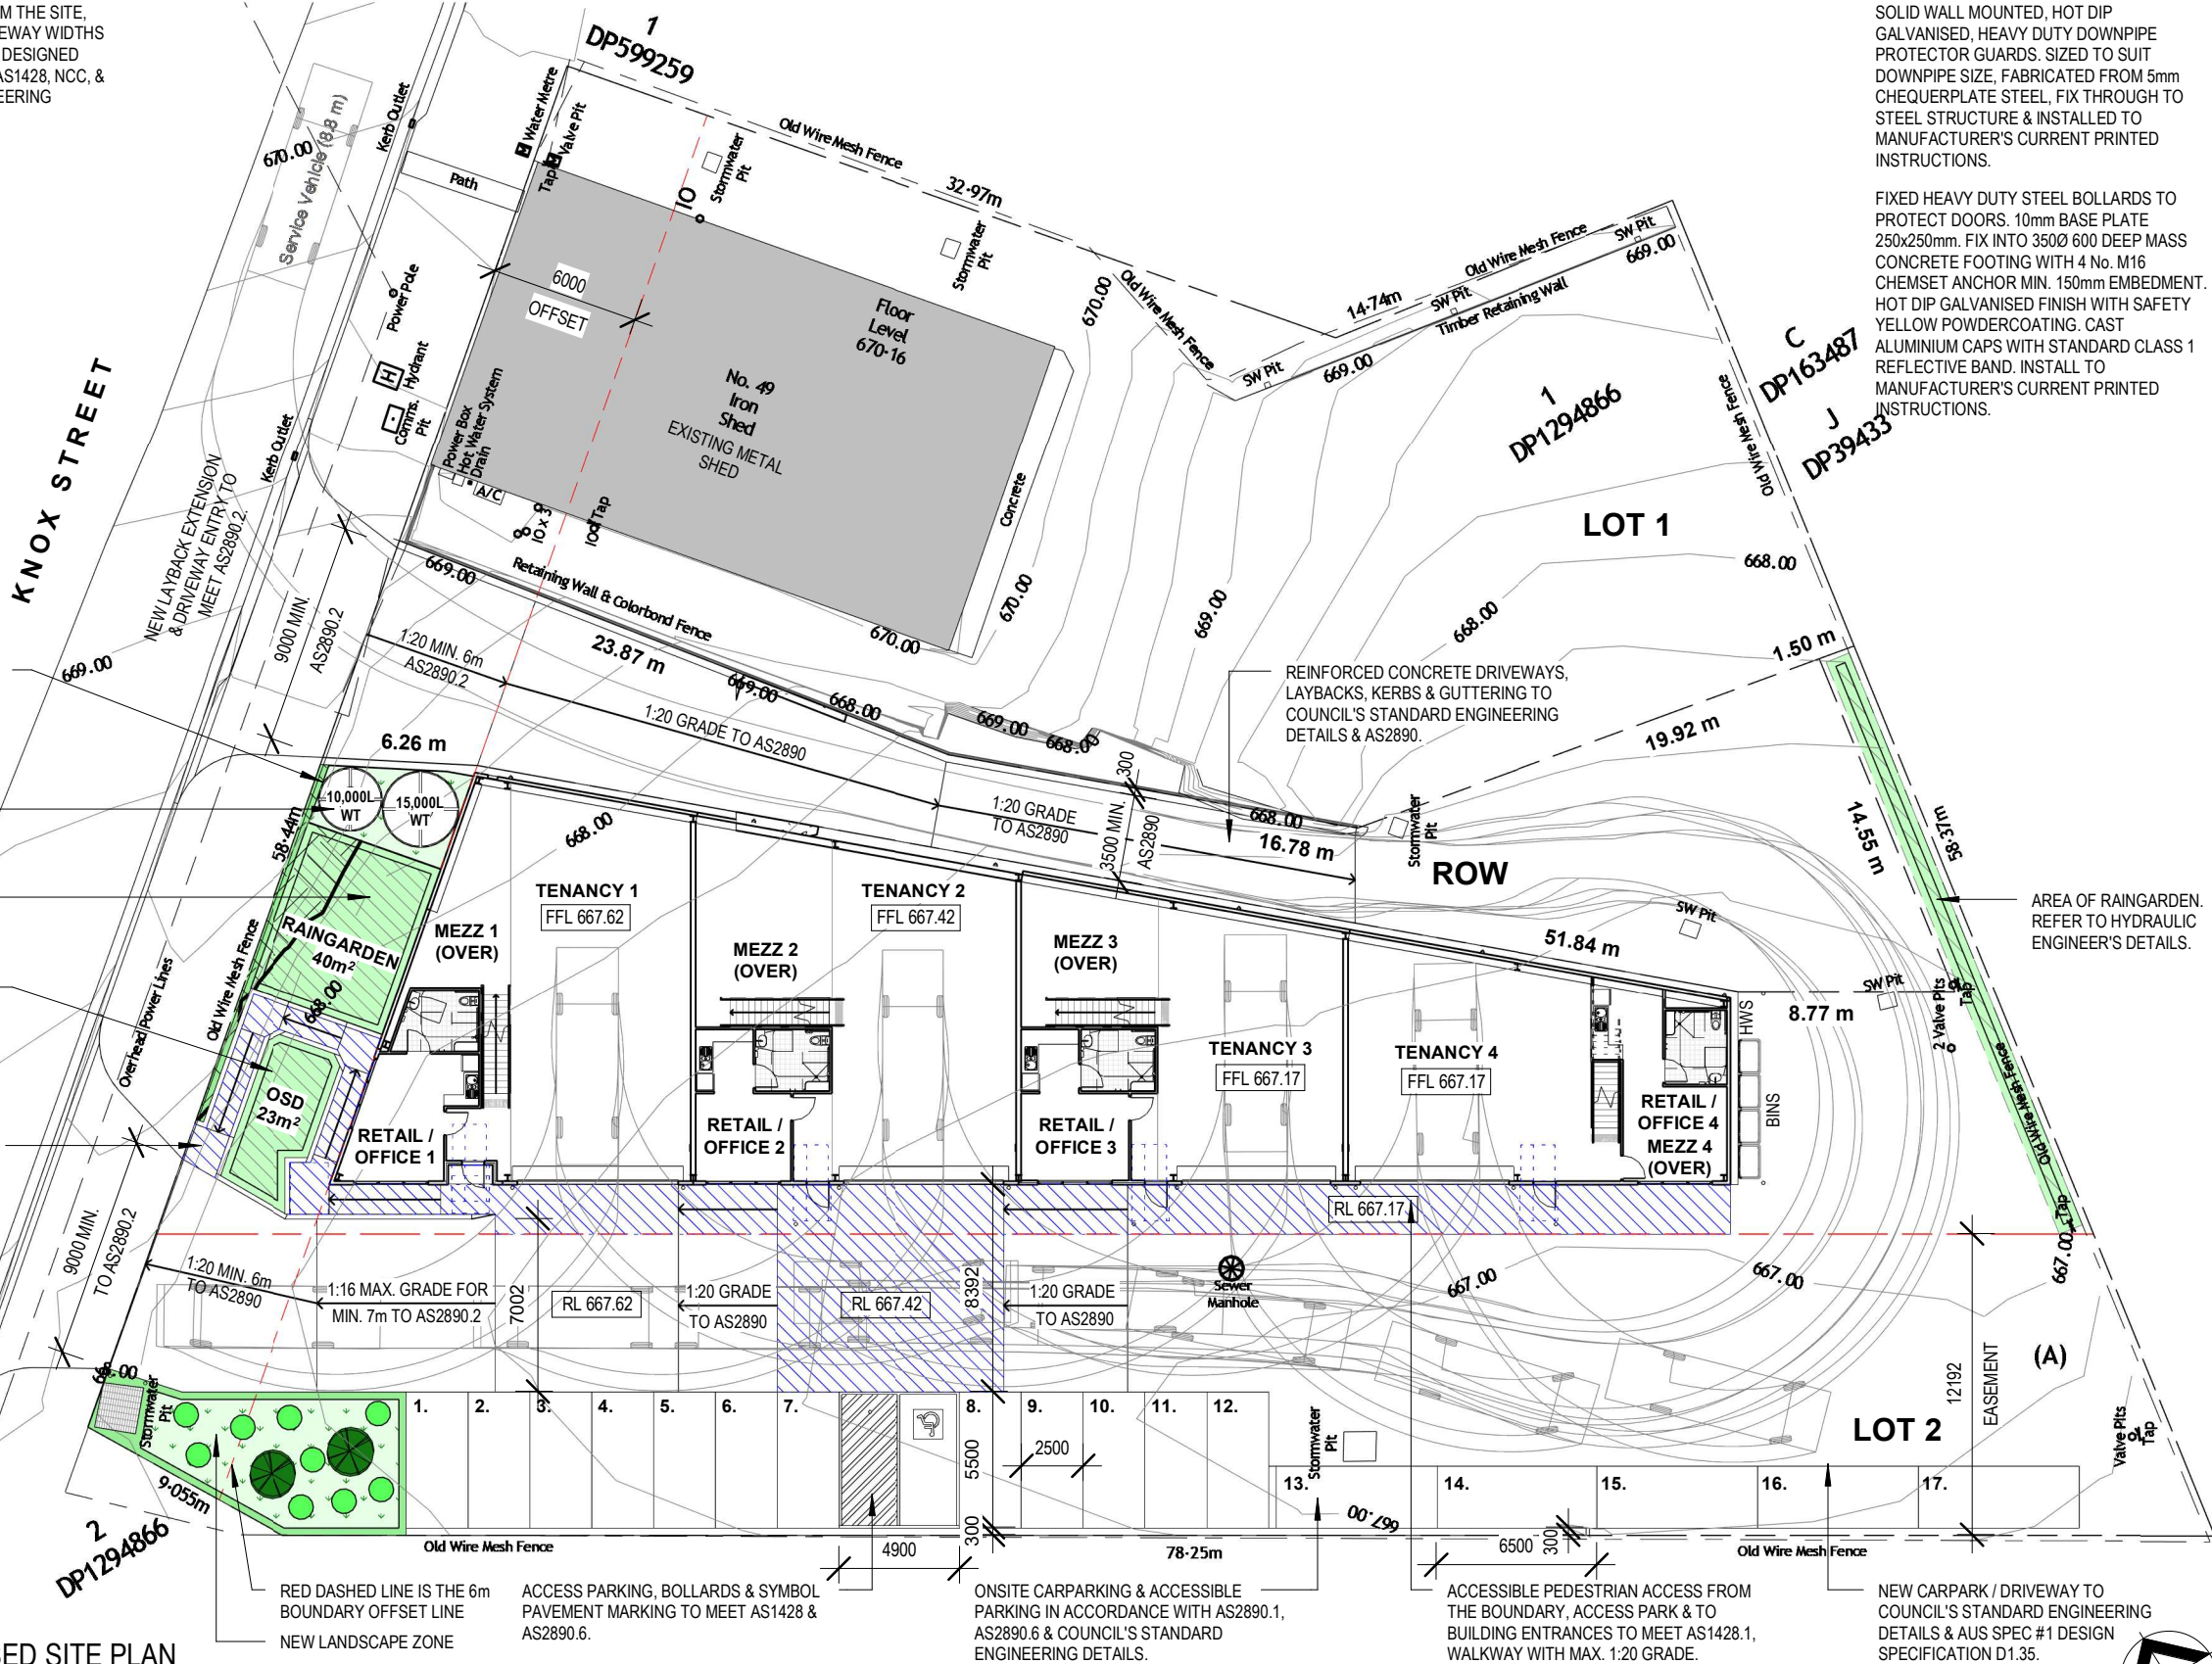 M THE SITE,
EWAY WIDTHS
DESIGNED
AS1428, NCC, &
EERING
SOLID WALL MOUNTED, HOT DIP
GALVANISED, HEAVY DUTY DOWNPIPE
PROTECTOR GUARDS. SIZED TO SUIT
DOWNPIPE SIZE, FABRICATED FROM 5mm
CHEQUERPLATE STEEL, FIX THROUGH TO
STEEL STRUCTURE & INSTALLED TO
MANUFACTURER'S CURRENT PRINTED
INSTRUCTIONS.
FIXED HEAVY DUTY STEEL BOLLARDS TO
PROTECT DOORS. 10mm BASE PLATE
250x250mm. FIX INTO 350Ø 600 DEEP MASS
CONCRETE FOOTING WITH 4 No. M16
CHEMSET ANCHOR MIN. 150mm EMBEDMENT.
HOT DIP GALVANISED FINISH WITH SAFETY
YELLOW POWDERCOATING. CAST
ALUMINIUM CAPS WITH STANDARD CLASS 1
REFLECTIVE BAND. INSTALL TO
MANUFACTURER'S CURRENT PRINTED
INSTRUCTIONS.
1
DP599259
Water Metre
Valve Pit
Tap
Kerb Outlet
670.00
Service Vehicle (8.8 m)
Path
IO
Stormwater
Pit
Old Wire Mesh Fence
32·97m
Stormwater
Pit
Old Wire Mesh Fence
14·74m
Old Wire Mesh Fence
SW Pit
669.00
SW Pit
Timber Retaining Wall
SW Pit
669.00
670.00
6000
OFFSET
Floor
Level
670·16
No. 49
Iron
Shed
EXISTING METAL
SHED
Power Pole
Hydrant
H
Comms.
Pit
Power Box
Hot Water System
Drain
A/C
IO x 3
IO
Tap
Concrete
670.00
670.00
669.00
C
DP163487
J
DP39433
1
DP1294866
Old Wire Mesh Fence
LOT 1
668.00
668.00
KNOX STREET
Kerb Outlet
NEW LAYBACK EXTENSION
& DRIVEWAY ENTRY TO
MEET AS2890.2.
9000 MIN.
AS2890.2
669.00
669.00
Retaining Wall & Colorbond Fence
23.87 m
1:20 MIN. 6m
AS2890.2
669.00
668.00
1:20 GRADE TO AS2890
669.00
668.00
300
REINFORCED CONCRETE DRIVEWAYS,
LAYBACKS, KERBS & GUTTERING TO
COUNCIL'S STANDARD ENGINEERING
DETAILS & AS2890.
1.50 m
19.92 m
14.55 m
58·37m
6.26 m
10,000L
WT
15,000L
WT
58·44m
668.00
1:20 GRADE
TO AS2890
3500 MIN.
AS2890
668.00
16.78 m
Stormwater
Pit
ROW
51.84 m
SW Pit
SW Pit
8.77 m
2 Valve Pits
Tap
AREA OF RAINGARDEN.
REFER TO HYDRAULIC
ENGINEER'S DETAILS.
Old Wire Mesh Fence
RAINGARDEN
40m²
668.00
Old Wire Mesh Fence
Overhead Power Lines
OSD
23m²
TENANCY 1
FFL 667.62
MEZZ 1
(OVER)
RETAIL /
OFFICE 1
TENANCY 2
FFL 667.42
MEZZ 2
(OVER)
RETAIL /
OFFICE 2
MEZZ 3
(OVER)
TENANCY 3
FFL 667.17
RETAIL /
OFFICE 3
TENANCY 4
FFL 667.17
RETAIL /
OFFICE 4
MEZZ 4
(OVER)
HWS
BINS
RL 667.17
9000 MIN.
TO AS2890.2
1:20 MIN. 6m
TO AS2890
1:16 MAX. GRADE FOR
MIN. 7m TO AS2890.2
7002
RL 667.62
1:20 GRADE
TO AS2890
RL 667.42
8392
1:20 GRADE
TO AS2890
Sewer
Manhole
667.00
667.00
667.00
Tap
12192
EASEMENT
(A)
LOT 2
Valve Pits
Tap
Stormwater
Pit
1.
2.
3.
4.
5.
6.
7.
8.
9.
10.
11.
12.
5500
2500
300
Stormwater
Pit
13.
14.
15.
16.
17.
667.00
9·055m
2
DP1294866
Old Wire Mesh Fence
4900
78·25m
6500
300
Old Wire Mesh Fence
RED DASHED LINE IS THE 6m
BOUNDARY OFFSET LINE
NEW LANDSCAPE ZONE
ACCESS PARKING, BOLLARDS & SYMBOL
PAVEMENT MARKING TO MEET AS1428 &
AS2890.6.
ONSITE CARPARKING & ACCESSIBLE
PARKING IN ACCORDANCE WITH AS2890.1,
AS2890.6 & COUNCIL'S STANDARD
ENGINEERING DETAILS.
ACCESSIBLE PEDESTRIAN ACCESS FROM
THE BOUNDARY, ACCESS PARK & TO
BUILDING ENTRANCES TO MEET AS1428.1,
WALKWAY WITH MAX. 1:20 GRADE.
NEW CARPARK / DRIVEWAY TO
COUNCIL'S STANDARD ENGINEERING
DETAILS & AUS SPEC #1 DESIGN
SPECIFICATION D1.35.
SED SITE PLAN